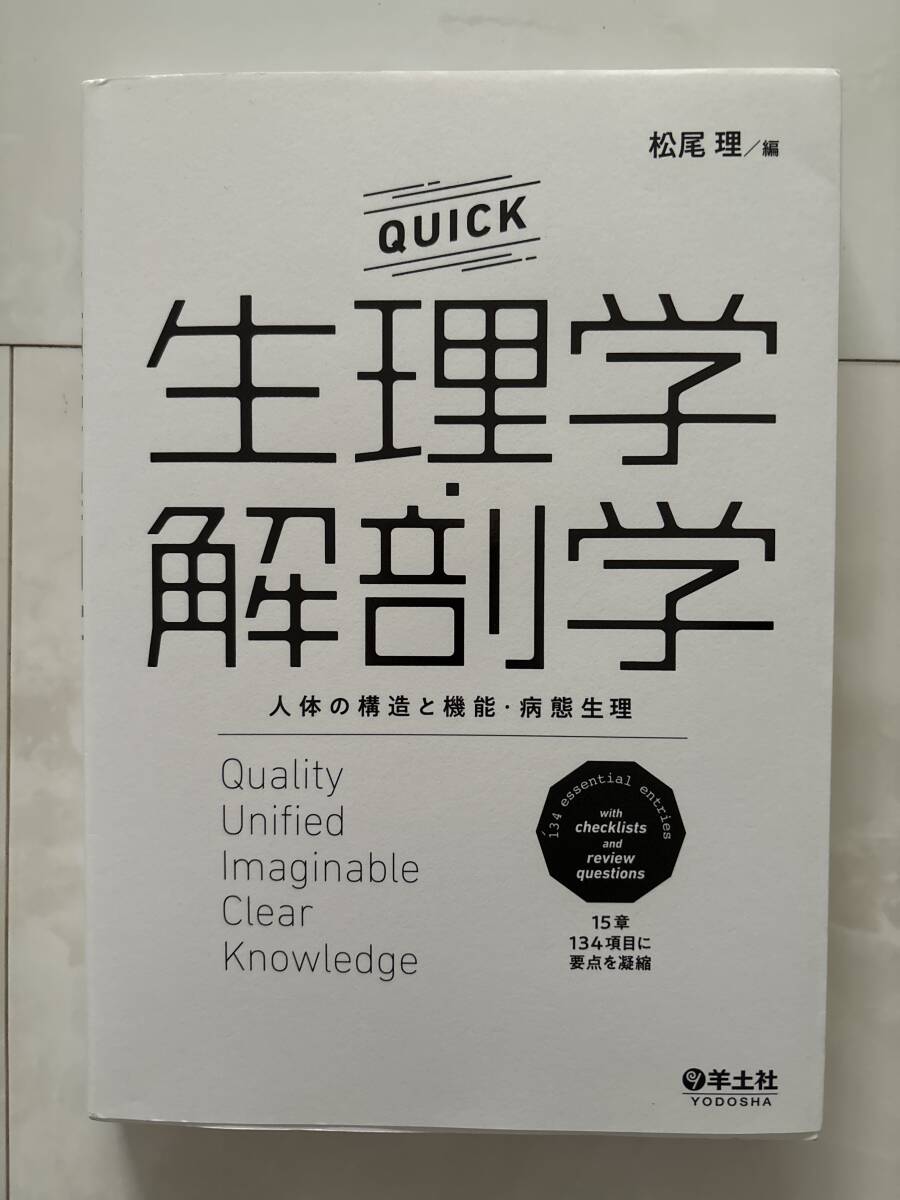 松尾 理／編
QUICK
生理学・
解剖学
人体の構造と機能・病態生理
Quality
Unified
Imaginable
Clear
Knowledge
134 essential entries
with
checklists
and
review
questions
15章
134項目に
要点を凝縮
羊土社
YODOSHA